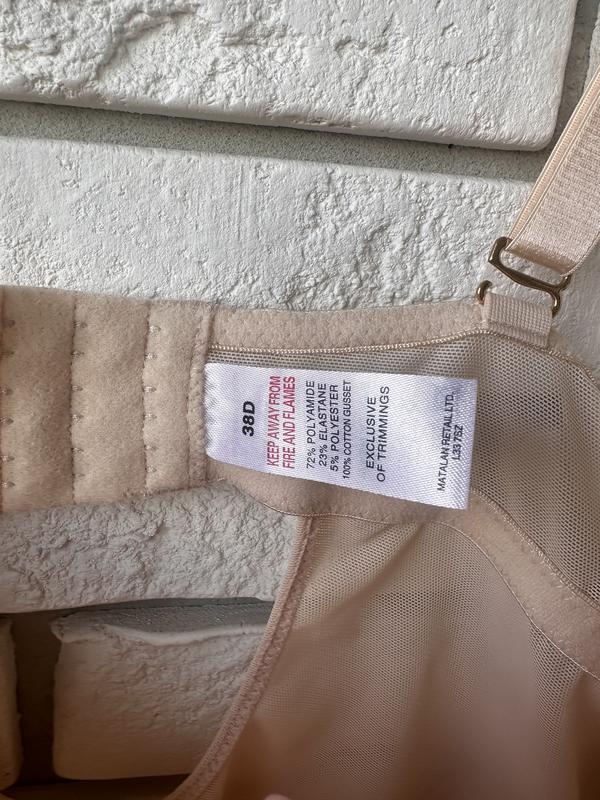 38D
KEEP AWAY FROM
FIRE AND FLAMES
72% POLYAMIDE
23% ELASTANE
5% POLYESTER
100% COTTON GUSSET
EXCLUSIVE
OF TRIMMINGS
MATALAN RETAIL LTD.
L33 7SZ